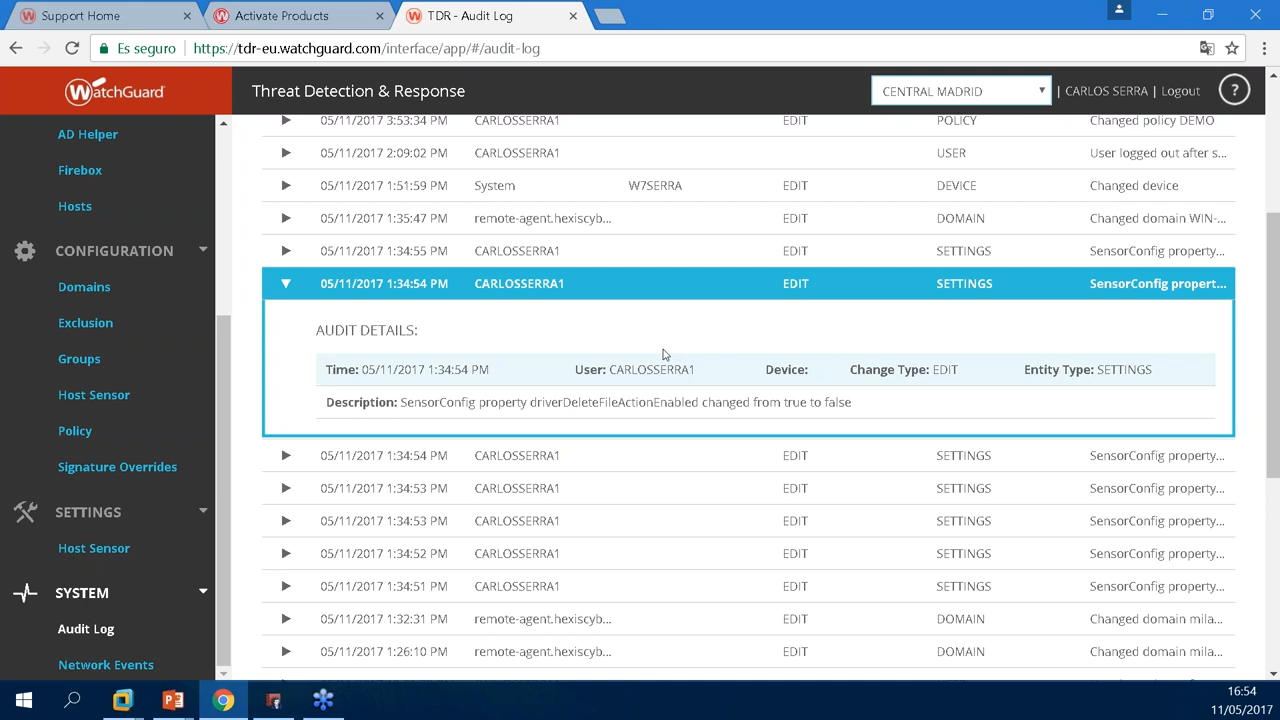 Support Home
Activate Products
TDR - Audit Log
Es seguro
https://tdr-eu.watchguard.com/interface/app/#/audit-log
WatchGuard
Threat Detection & Response
CENTRAL MADRID
| CARLOS SERRA | Logout
?
AD Helper
Firebox
Hosts
CONFIGURATION
Domains
Exclusion
Groups
Host Sensor
Policy
Signature Overrides
SETTINGS
Host Sensor
SYSTEM
Audit Log
Network Events
05/11/2017 3:53:34 PM CARLOSSERRA1 EDIT POLICY Changed policy DEMO
05/11/2017 2:09:02 PM CARLOSSERRA1 USER User logged out after s...
05/11/2017 1:51:59 PM System W7SERRA EDIT DEVICE Changed device
05/11/2017 1:35:47 PM remote-agent.hexiscyb... EDIT DOMAIN Changed domain WIN-...
05/11/2017 1:34:55 PM CARLOSSERRA1 EDIT SETTINGS SensorConfig property...
05/11/2017 1:34:54 PM CARLOSSERRA1 EDIT SETTINGS SensorConfig propert...
AUDIT DETAILS:
Time: 05/11/2017 1:34:54 PM User: CARLOSSERRA1 Device: Change Type: EDIT Entity Type: SETTINGS
Description: SensorConfig property driverDeleteFileActionEnabled changed from true to false
05/11/2017 1:34:54 PM CARLOSSERRA1 EDIT SETTINGS SensorConfig property...
05/11/2017 1:34:53 PM CARLOSSERRA1 EDIT SETTINGS SensorConfig property...
05/11/2017 1:34:53 PM CARLOSSERRA1 EDIT SETTINGS SensorConfig property...
05/11/2017 1:34:52 PM CARLOSSERRA1 EDIT SETTINGS SensorConfig property...
05/11/2017 1:34:51 PM CARLOSSERRA1 EDIT SETTINGS SensorConfig property...
05/11/2017 1:32:31 PM remote-agent.hexiscyb... EDIT DOMAIN Changed domain mila...
05/11/2017 1:26:10 PM remote-agent.hexiscyb... EDIT DOMAIN Changed domain mila...
16:54
11/05/2017